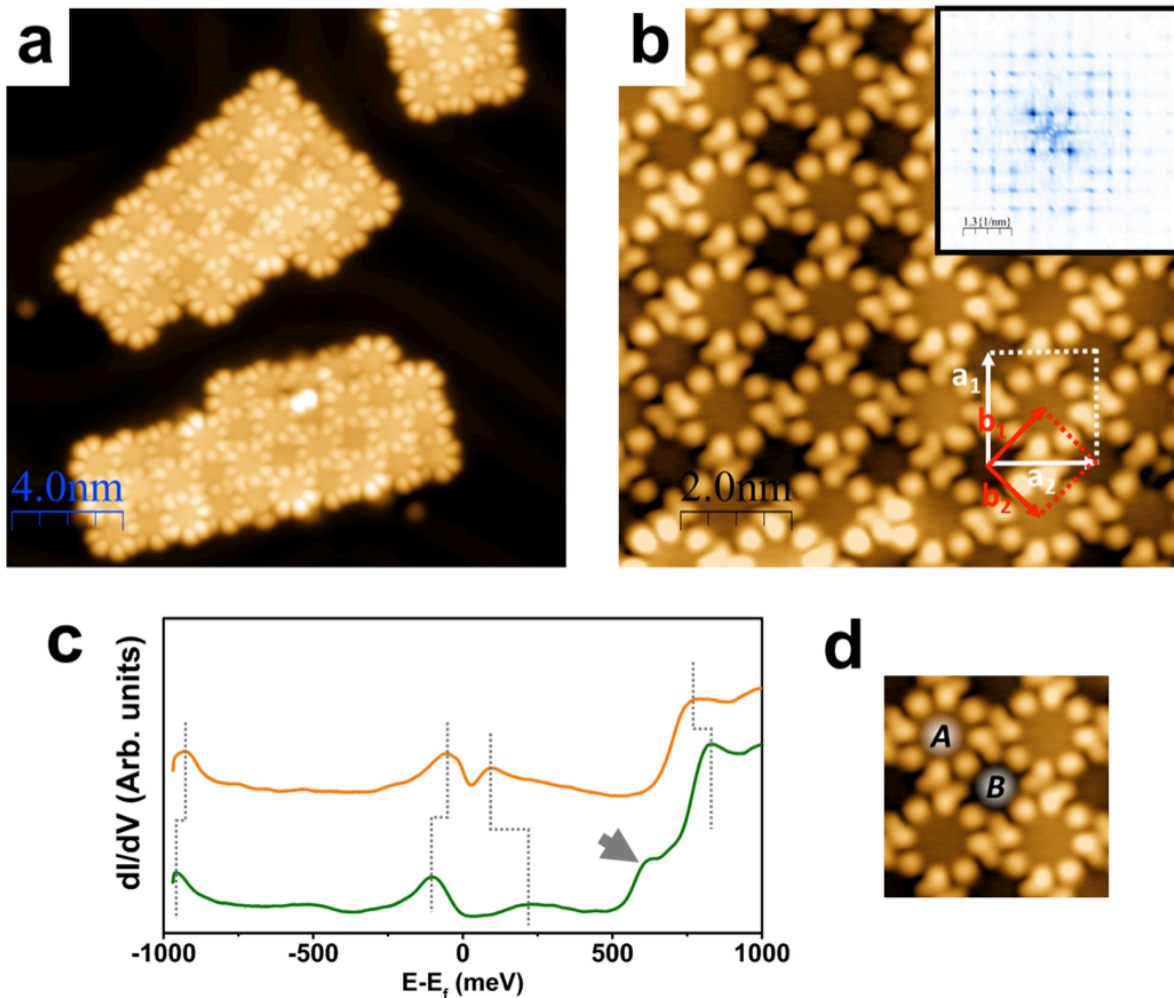 a
4.0nm
b
1.3{1/nm}
a1
b1
a2
b2
2.0nm
c
dI/dV (Arb. units)
-1000
-500
0
500
1000
E-Ef (meV)
d
A
B